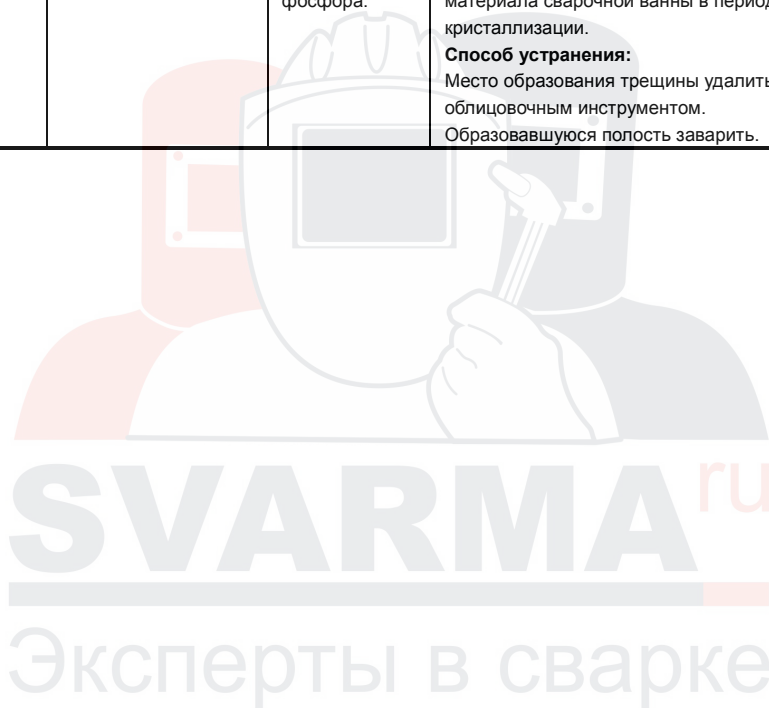 фосфора.
материала сварочной ванны в период
кристаллизации.
Способ устранения:
Место образования трещины удалить
облицовочным инструментом.
Образовавшуюся полость заварить.
SVARMA ru
Эксперты в сварке